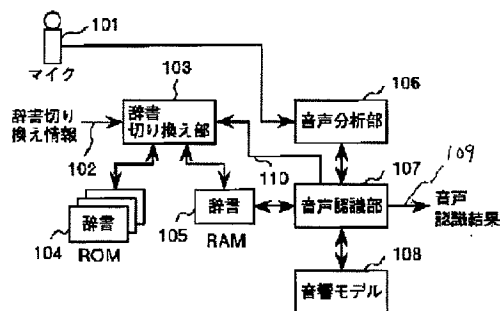 101
マイク
103
辞書
切り換え部
辞書切り
換え情報
102
106
音声分析部
110
107
音声認識部
109
音声
認識結果
辞書
104
ROM
辞書
105
RAM
108
音響モデル